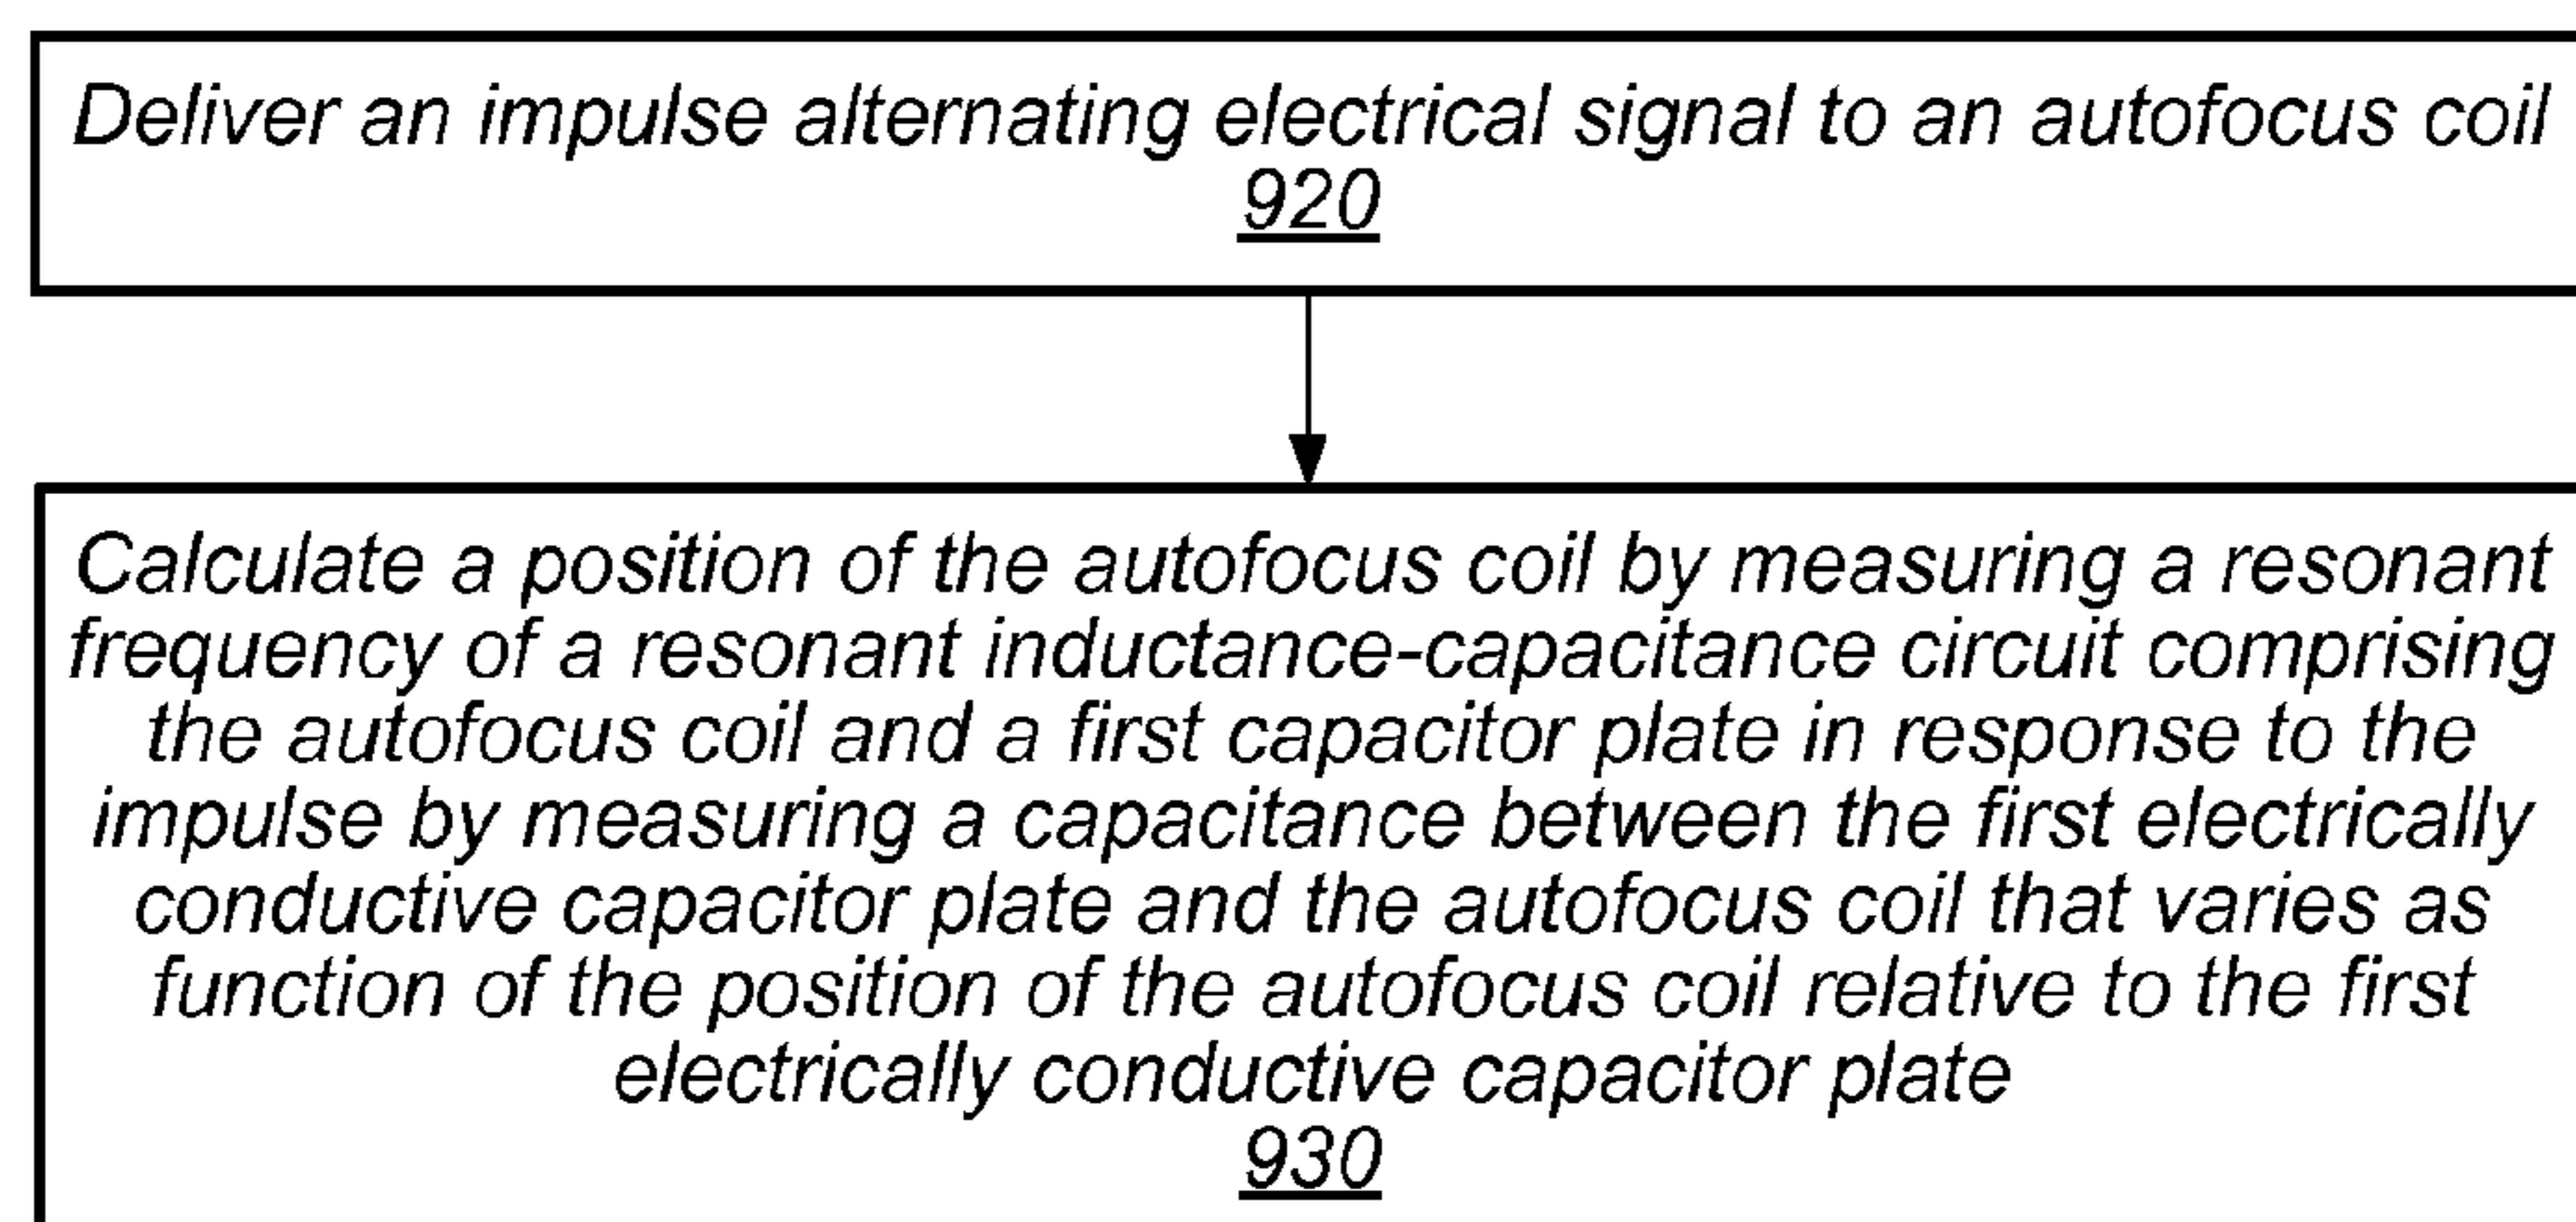 Deliver an impulse alternating electrical signal to an autofocus coil
920
Calculate a position of the autofocus coil by measuring a resonant
frequency of a resonant inductance-capacitance circuit comprising
the autofocus coil and a first capacitor plate in response to the
impulse by measuring a capacitance between the first electrically
conductive capacitor plate and the autofocus coil that varies as
function of the position of the autofocus coil relative to the first
electrically conductive capacitor plate
930